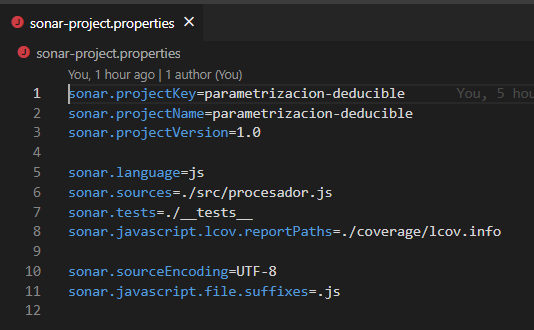 sonar-project.properties
sonar-project.properties
You, 1 hour ago | 1 author (You)
1 sonar.projectKey=parametrizacion-deducible You, 5 hou
2 sonar.projectName=parametrizacion-deducible
3 sonar.projectVersion=1.0
4
5 sonar.language=js
6 sonar.sources=./src/procesador.js
7 sonar.tests=./__tests__
8 sonar.javascript.lcov.reportPaths=./coverage/lcov.info
9
10 sonar.sourceEncoding=UTF-8
11 sonar.javascript.file.suffixes=.js
12